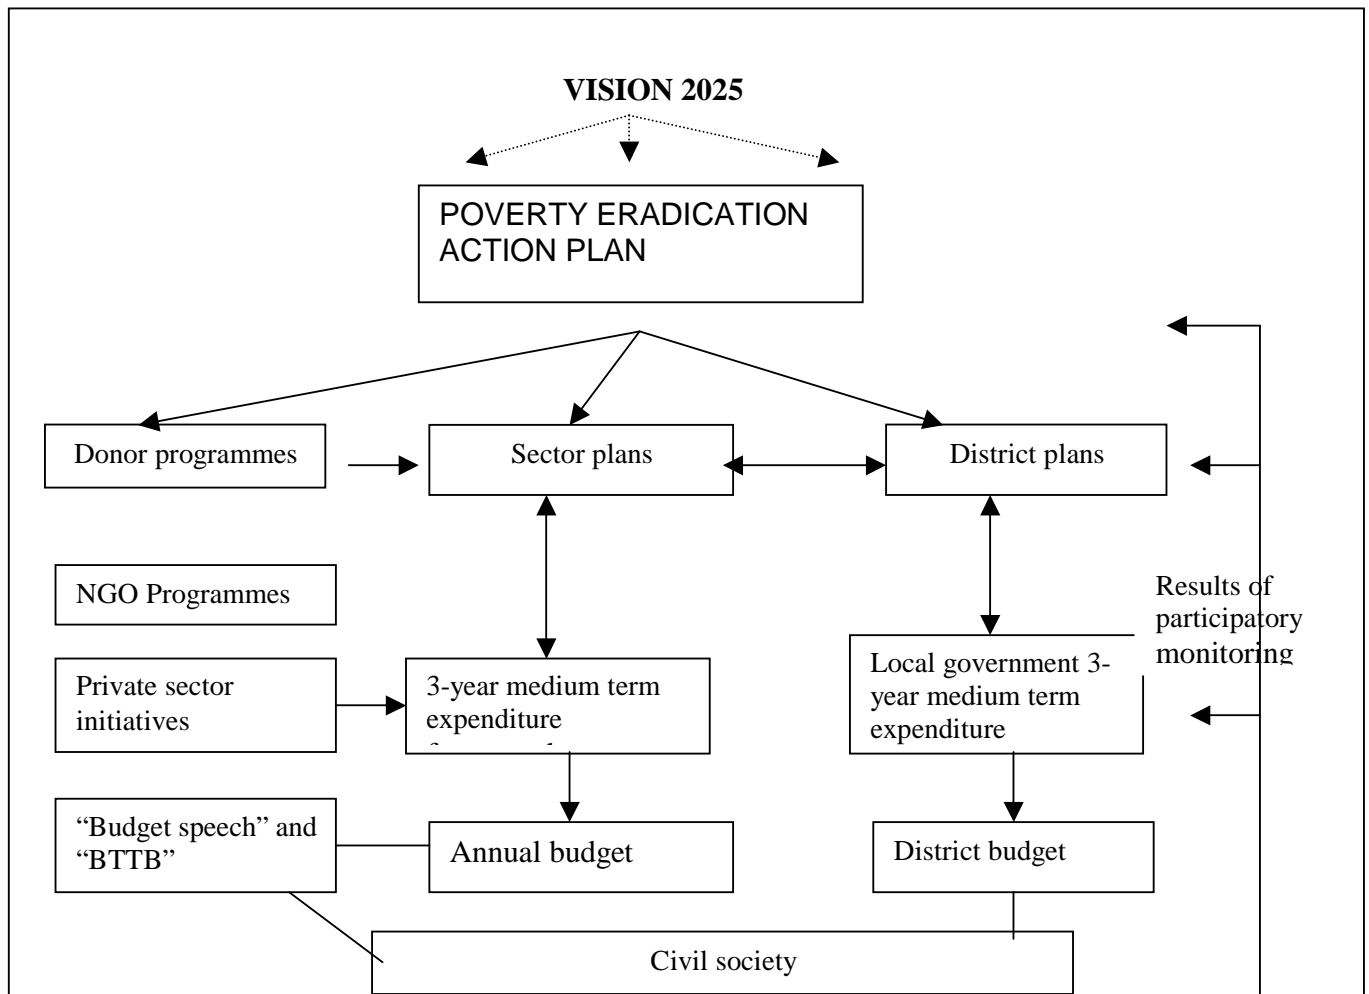 VISION 2025
POVERTY ERADICATION
ACTION PLAN
Donor programmes
Sector plans
District plans
NGO Programmes
Results of
participatory
monitoring
Private sector
initiatives
3-year medium term
expenditure
Local government 3-
year medium term
expenditure
“Budget speech” and
“BTTB”
Annual budget
District budget
Civil society